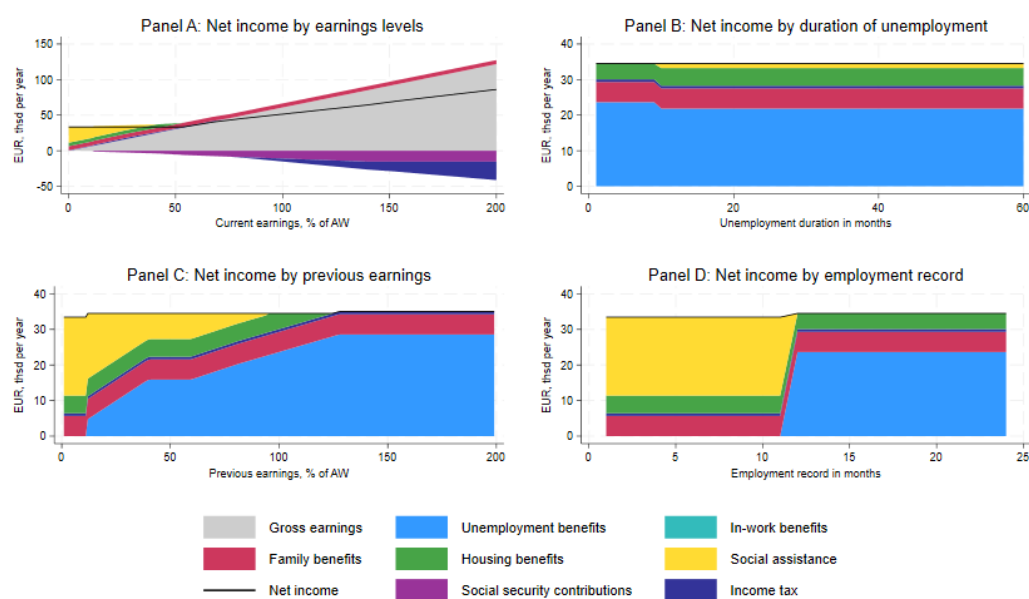 Panel A: Net income by earnings levels
EUR, thsd per year
150
100
50
0
-50
0
50
100
150
200
Current earnings, % of AW
Panel B: Net income by duration of unemployment
EUR, thsd per year
40
30
20
10
0
0
20
40
60
Unemployment duration in months
Panel C: Net income by previous earnings
EUR, thsd per year
40
30
20
10
0
0
50
100
150
200
Previous earnings, % of AW
Panel D: Net income by employment record
EUR, thsd per year
40
30
20
10
0
0
5
10
15
20
25
Employment record in months
Gross earnings
Unemployment benefits
In-work benefits
Family benefits
Housing benefits
Social assistance
Net income
Social security contributions
Income tax